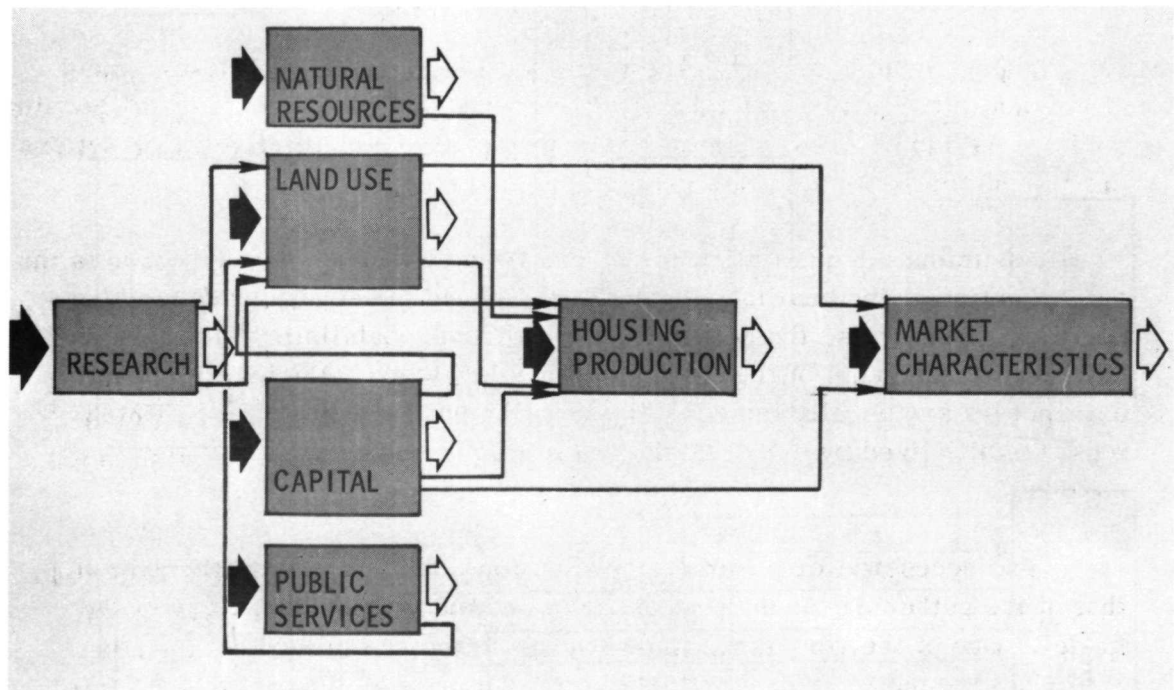 NATURAL
RESOURCES
LAND USE
RESEARCH
HOUSING
PRODUCTION
MARKET
CHARACTERISTICS
CAPITAL
PUBLIC
SERVICES